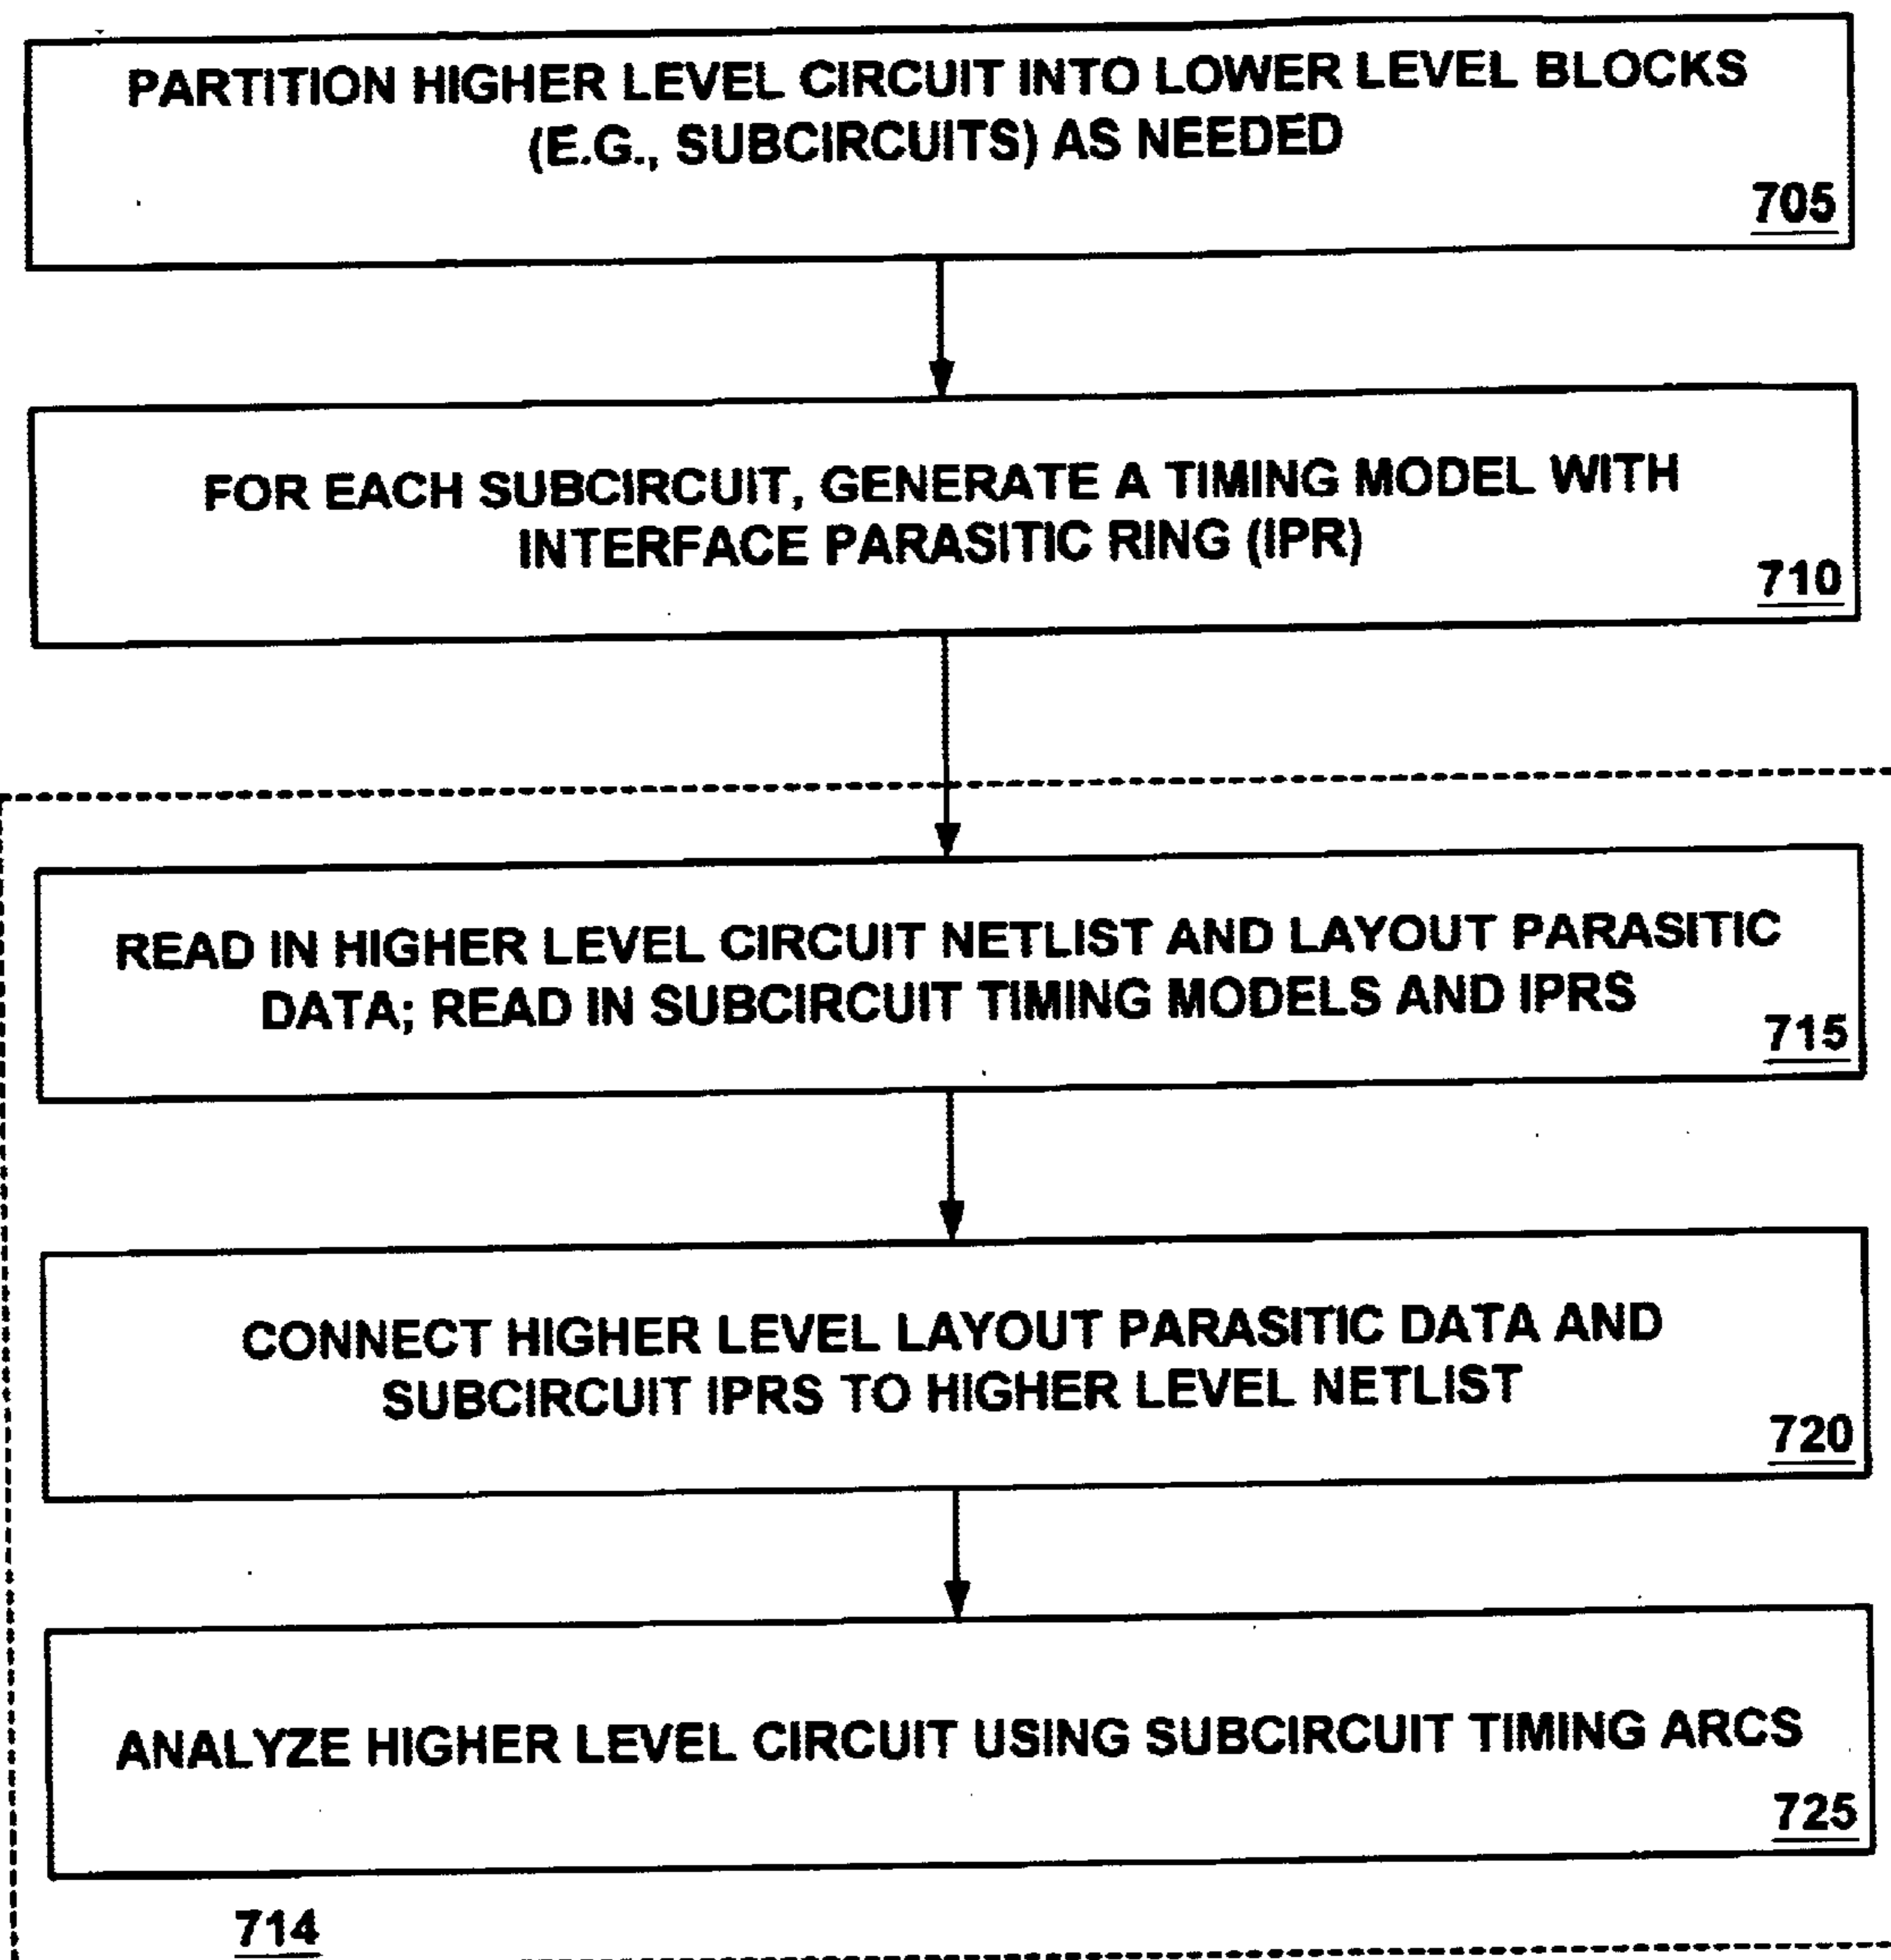 PARTITION HIGHER LEVEL CIRCUIT INTO LOWER LEVEL BLOCKS
(E.G., SUBCIRCUITS) AS NEEDED
705
FOR EACH SUBCIRCUIT, GENERATE A TIMING MODEL WITH
INTERFACE PARASITIC RING (IPR)
710
READ IN HIGHER LEVEL CIRCUIT NETLIST AND LAYOUT PARASITIC
DATA; READ IN SUBCIRCUIT TIMING MODELS AND IPRS
715
CONNECT HIGHER LEVEL LAYOUT PARASITIC DATA AND
SUBCIRCUIT IPRS TO HIGHER LEVEL NETLIST
720
ANALYZE HIGHER LEVEL CIRCUIT USING SUBCIRCUIT TIMING ARCS
725
714